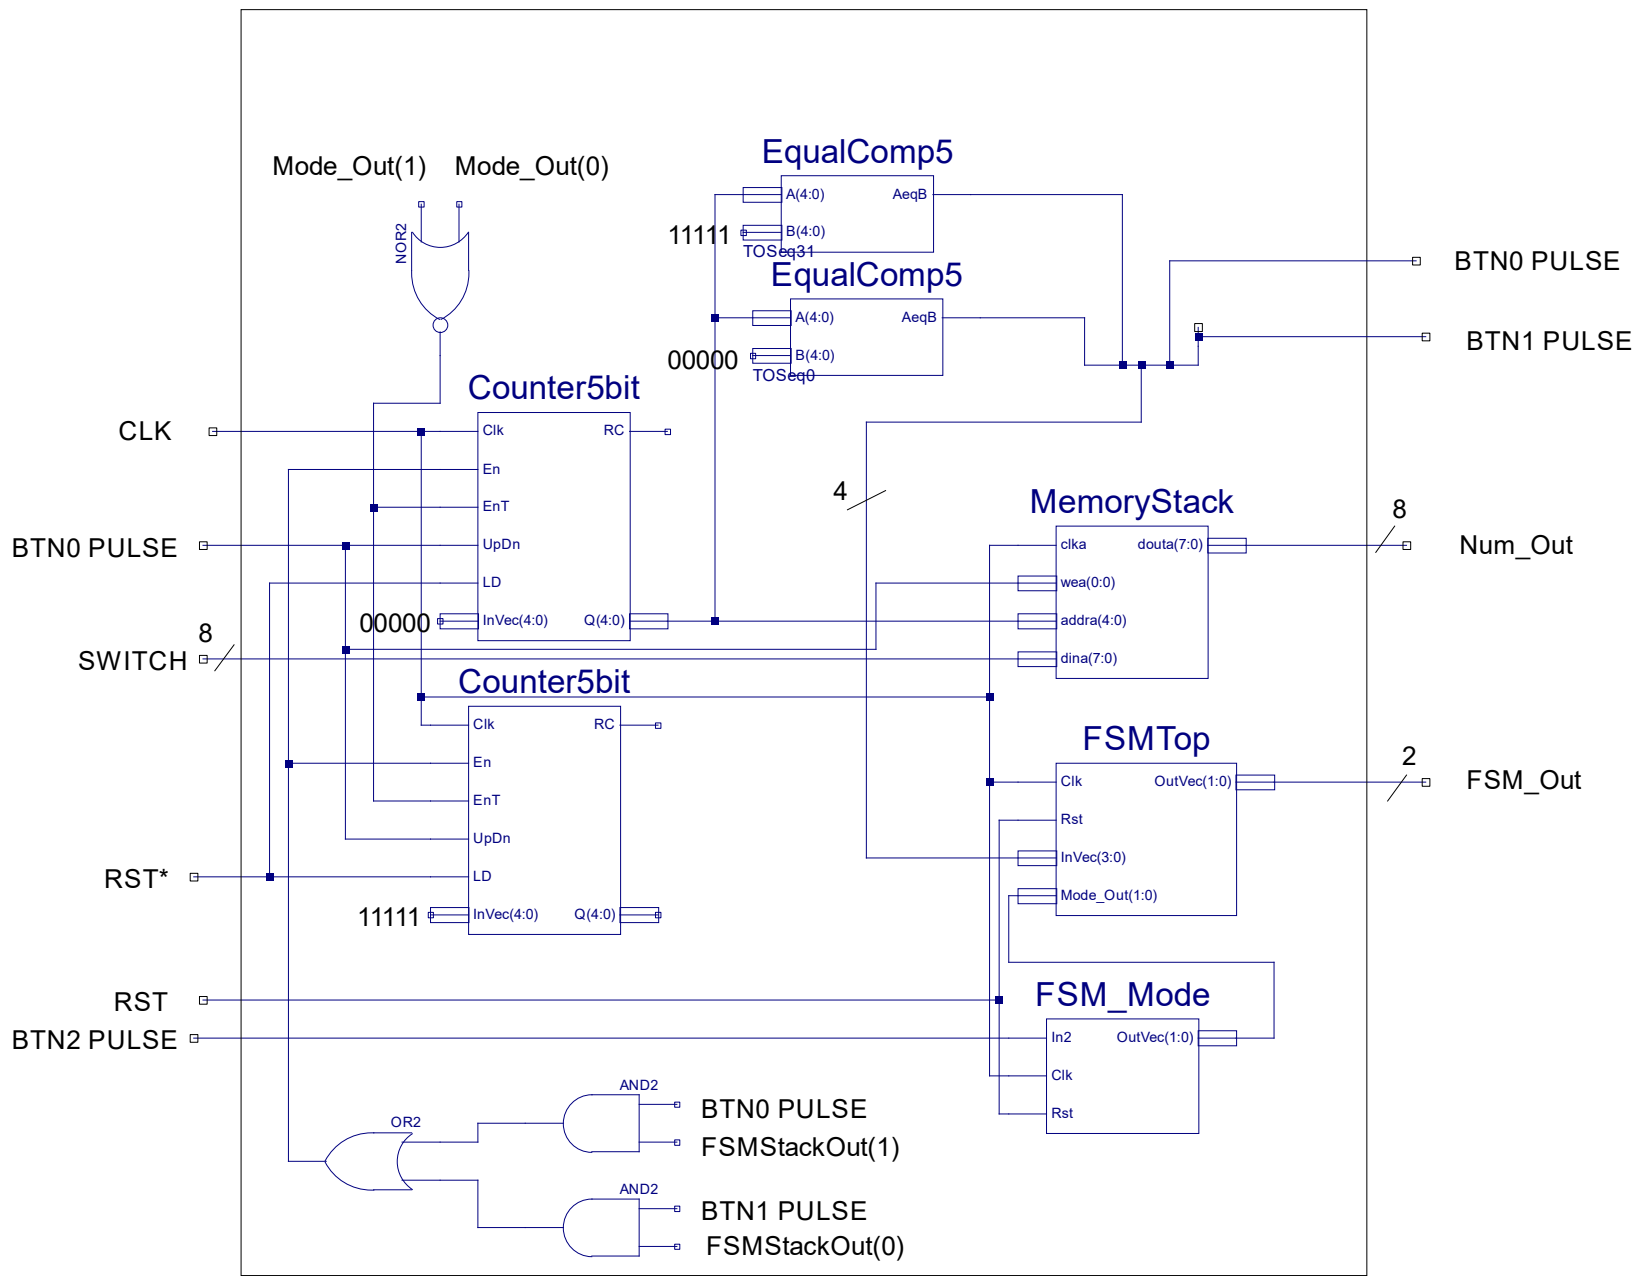 Mode_Out(1) Mode_Out(0)
NOR2
EqualComp5
A(4:0) AeqB
11111 B(4:0)
TOSeq31
EqualComp5
A(4:0) AeqB
00000 B(4:0)
TOSeq0
BTN0 PULSE
BTN1 PULSE
Counter5bit
CLK
Clk RC
En
EnT
BTN0 PULSE
UpDn
LD
00000 InVec(4:0) Q(4:0)
8
SWITCH
4
MemoryStack
clka douta(7:0)
8
Num_Out
wea(0:0)
addra(4:0)
dina(7:0)
Counter5bit
Clk RC
En
EnT
UpDn
RST*
LD
11111 InVec(4:0) Q(4:0)
FSMTop
Clk OutVec(1:0)
2
FSM_Out
Rst
InVec(3:0)
Mode_Out(1:0)
RST
BTN2 PULSE
FSM_Mode
In2 OutVec(1:0)
Clk
Rst
AND2
BTN0 PULSE
FSMStackOut(1)
OR2
AND2
BTN1 PULSE
FSMStackOut(0)